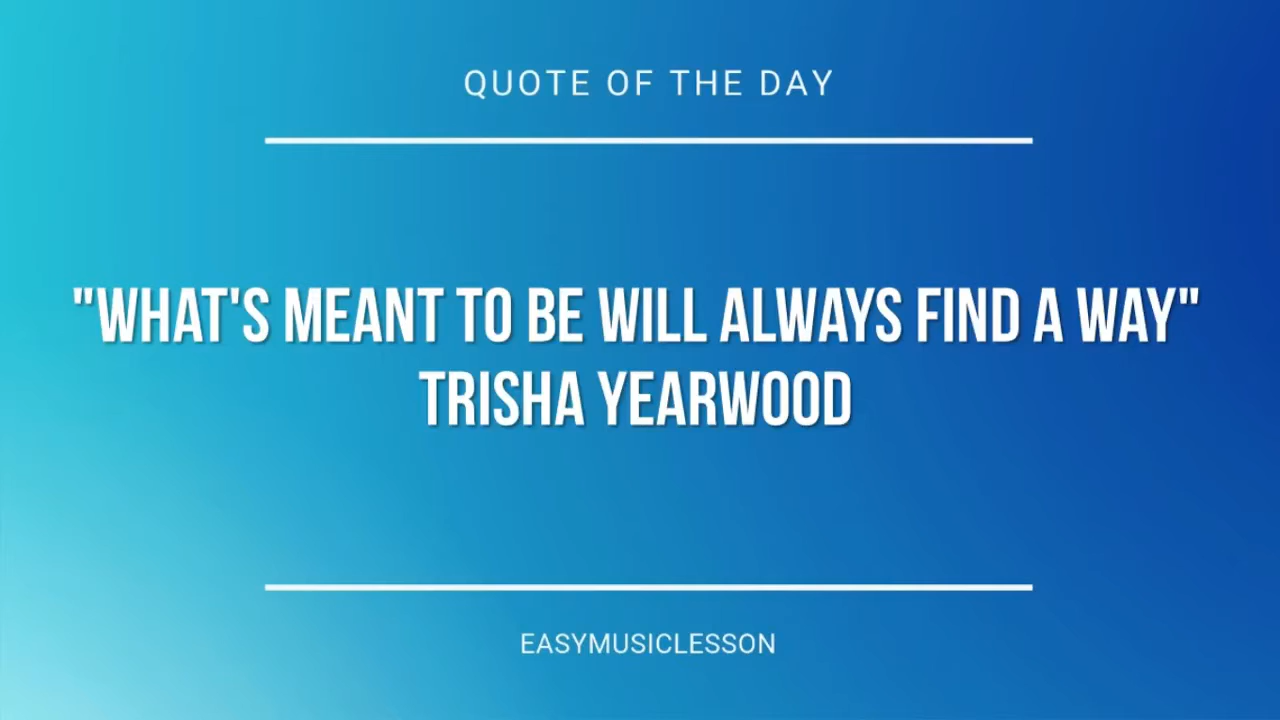 QUOTE OF THE DAY
"WHAT'S MEANT TO BE WILL ALWAYS FIND A WAY"
TRISHA YEARWOOD
EASYMUSICLESSON